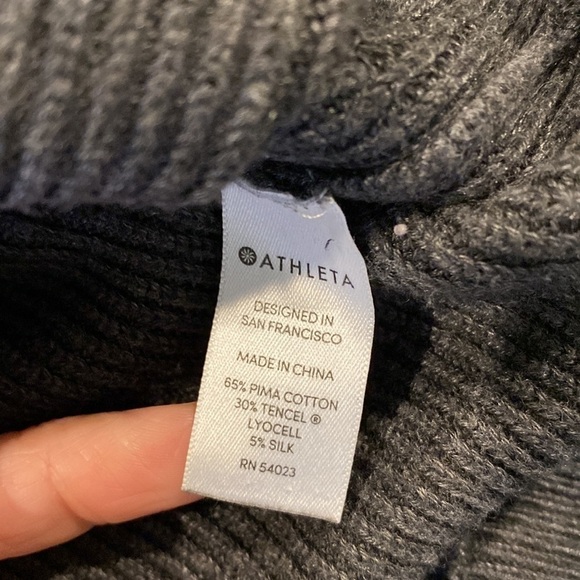 ATHLETA
DESIGNED IN
SAN FRANCISCO
MADE IN CHINA
65% PIMA COTTON
30% TENCEL ®
LYOCELL
5% SILK
RN 54023